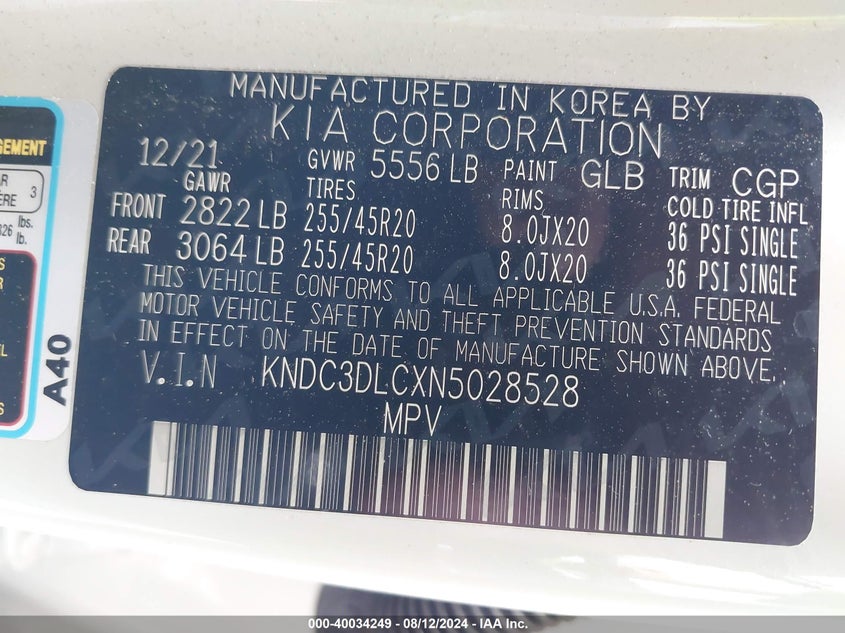 MANUFACTURED IN KOREA BY
KIA CORPORATION
12/21 GVWR 5556 LB PAINT GLB TRIM CGP
GAWR TIRES RIMS COLD TIRE INFL
FRONT 2822 LB 255/45R20 8.0JX20 36 PSI SINGLE
REAR 3064 LB 255/45R20 8.0JX20 36 PSI SINGLE
THIS VEHICLE CONFORMS TO ALL APPLICABLE U.S.A. FEDERAL
MOTOR VEHICLE SAFETY AND THEFT PREVENTION STANDARDS
IN EFFECT ON THE DATE OF MANUFACTURE SHOWN ABOVE.
V.I.N KNDC3DLCXN5028528
MPV
3
lbs.
lb.
A40
000-40034249 - 08/12/2024 - IAA Inc.